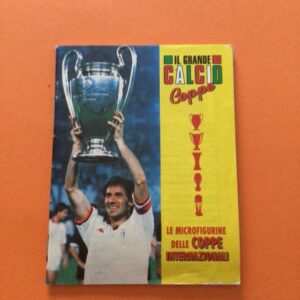 IL GRANDE
CALCIO
Coppe
LE MICROFIGURINE
DELLE COPPE
INTERNAZIONALI